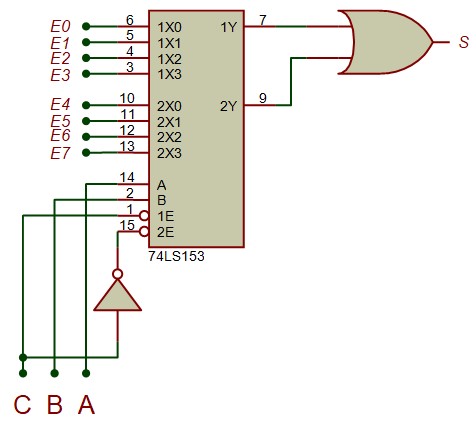 E0 6 1X0 1Y 7
E1 5 1X1 S
E2 4 1X2
E3 3 1X3
E4 10 2X0 2Y 9
E5 11 2X1
E6 12 2X2
E7 13 2X3
14 A
2 B
1 1E
15 2E
74LS153
C B A